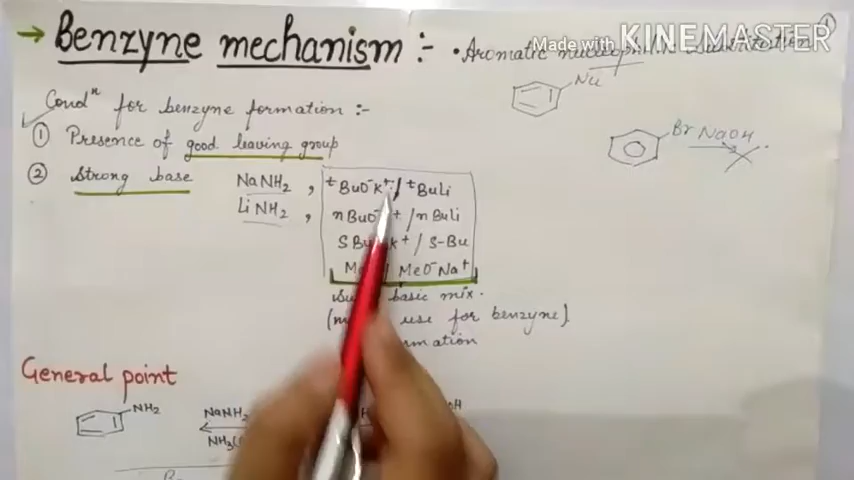 → Benzyne mechanism :- • Aromatic nucleophilic substitution
Made with KINEMASTER
1
Condⁿ for benzyne formation :-
Nu
① Presence of good leaving group
Br NaOH
② Strong base NaNH₂ , ᵗBuO⁻K⁺ / ᵗBuLi
LiNH₂ , nBuO⁻ + / nBuLi
K⁺ / S-Bu
/ MeO⁻Na⁺
basic mix.
use for benzyne)
General point
NH₂
NaNH₂
NH₃